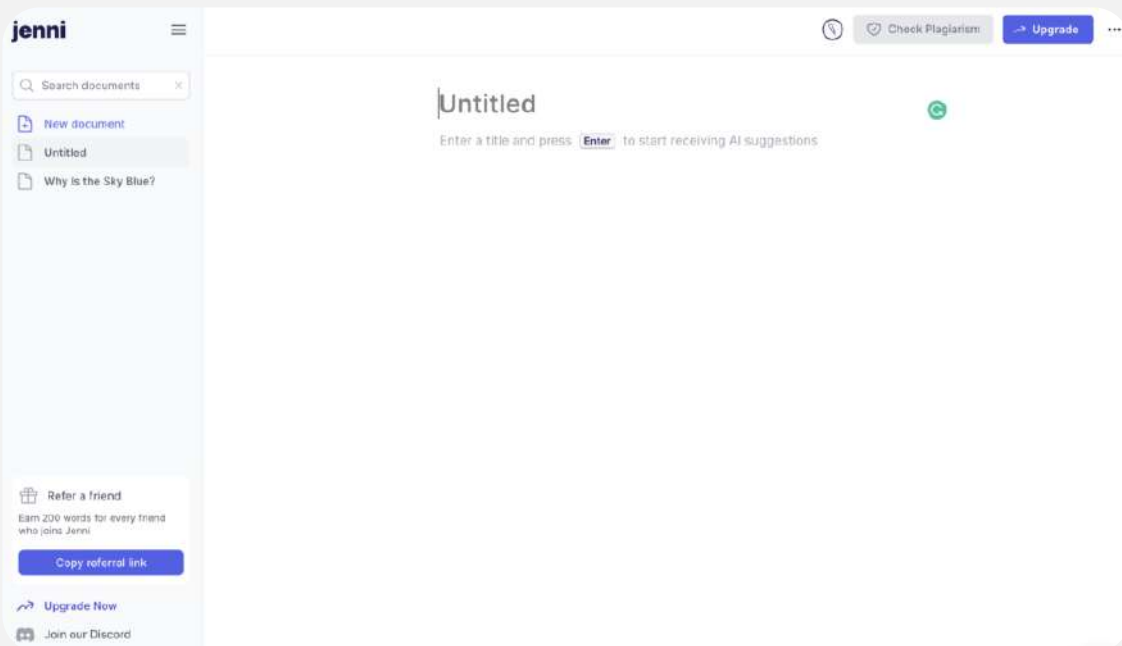 jenni
Check Plagiarism
Upgrade
Search documents
New document
Untitled
Why is the Sky Blue?
Untitled
Enter a title and press Enter to start receiving AI suggestions
Refer a friend
Earn 200 words for every friend
who joins Jenni
Copy referral link
Upgrade Now
Join our Discord